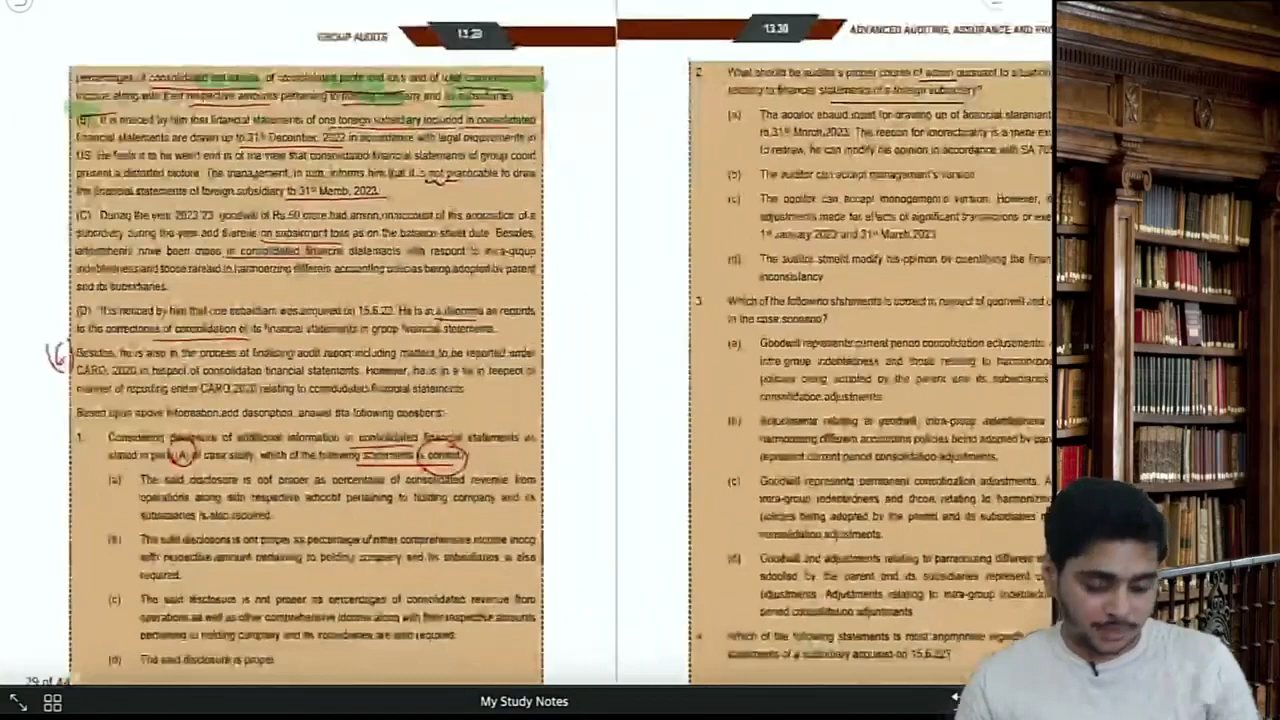 GROUP AUDITS 13.29
percentages of consolidated net assets, of consolidated profit and loss and of total comprehensive
income along with their respective amounts pertaining to holding company and its subsidiaries.
(B) It is noticed by him that financial statements of one foreign subsidiary included in consolidated
financial statements are drawn up to 31st December, 2022 in accordance with legal requirements in
US. He feels that consolidated financial statements of group could
present a distorted picture. The management, in turn, informs him that it is not practicable to draw
the financial statements of foreign subsidiary to 31st March, 2023.
(C) During the year 2022-23, goodwill of Rs.50 crore had arisen on account of acquisition of a
subsidiary during the year and there is no impairment loss as on the balance sheet date. Besides,
adjustments have been made in consolidated financial statements with respect to intra-group
indebtedness and those related to harmonizing different accounting policies being adopted by parent
and its subsidiaries.
(D) It is noticed by him that one subsidiary was acquired on 15.6.22. He is in a dilemma as regards
to the correctness of consolidation of its financial statements in group financial statements.
Besides, he is also in the process of finalising audit report including matters to be reported under
CARO, 2020 in respect of consolidated financial statements. However, he is in a fix in respect of
manner of reporting under CARO 2020 relating to consolidated financial statements.
Based upon above information and description, answer the following questions:
1. Considering disclosure of additional information in consolidated financial statements as
stated in part (A) of case study, which of the following statements is correct?
(a) The said disclosure is not proper as percentage of consolidated revenue from
operations along with respective amount pertaining to holding company and its
subsidiaries is also required.
(b) The said disclosure is not proper as percentage of other comprehensive income along
with respective amount pertaining to holding company and its subsidiaries is also
required.
(c) The said disclosure is not proper as percentages of consolidated revenue from
operations as well as other comprehensive income along with their respective amounts
pertaining to holding company and its subsidiaries are also required.
(d) The said disclosure is proper.
29 of 44
13.30 ADVANCED AUDITING, ASSURANCE AND PRO
2. What should be auditor's proper course of action pursuant to situation
relating to financial statements of a foreign subsidiary?
(a) The auditor should insist for drawing up of financial statement
to 31st March, 2023. The reason for is a mere
to redraw, he can modify his opinion in accordance with SA 705
(b) The auditor can accept management's version.
(c) The auditor can accept management's version. However,
adjustments made for effects of significant transactions or
1st January 2023 and 31st March, 2023
(d) The auditor should modify his opinion by quantifying the
inconsistency
3. Which of the following statements is correct in respect of goodwill and
in the case scenario?
(a) Goodwill represents current period consolidation adjustments.
intra-group indebtedness and those relating to
policies being adopted by the parent and its subsidiaries
consolidation adjustments.
(b) Adjustments relating to goodwill, intra-group indebtedness
harmonizing different accounting policies being adopted by
represent current period consolidation adjustments.
(c) Goodwill represents permanent consolidation adjustments.
intra-group indebtedness and those relating to
policies being adopted by the parent and its subsidiaries
consolidation adjustments.
(d) Goodwill and adjustments relating to harmonizing different
adopted by the parent and its subsidiaries represent
adjustments. Adjustments relating to intra-group
period consolidation adjustments
4. Which of the following statements is most appropriate
statements of a subsidiary acquired on 15.6.22?
My Study Notes